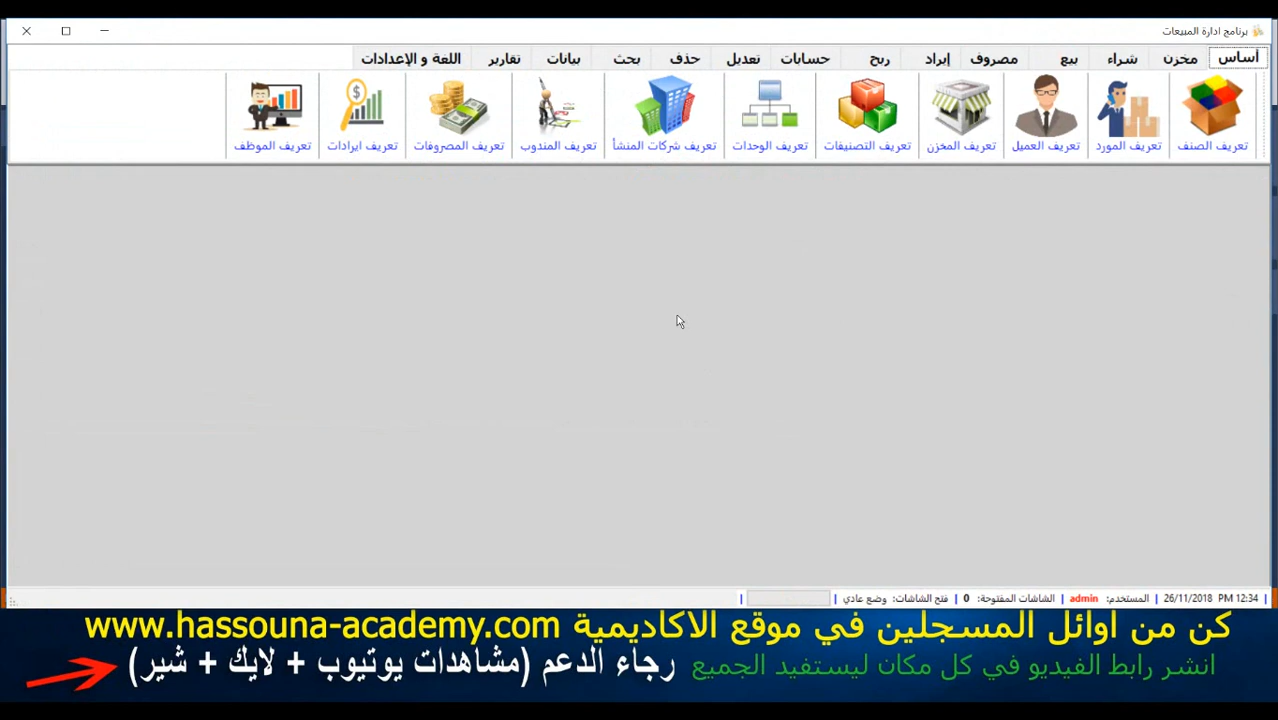 برنامج ادارة المبيعات
أساس مخزن شراء بيع مصروف إيراد ربح حسابات تعديل حذف بحث بيانات تقارير اللغة و الإعدادات
تعريف الصنف تعريف المورد تعريف العميل تعريف المخزن تعريف التصنيفات تعريف الوحدات تعريف شركات المنشأ تعريف المندوب تعريف المصروفات تعريف ايرادات تعريف الموظف
26/11/2018 PM 12:34 | المستخدم: admin | الشاشات المفتوحة: 0 | فتح الشاشات: وضع عادي |
كن من اوائل المسجلين في موقع الاكاديمية www.hassouna-academy.com
انشر رابط الفيديو في كل مكان ليستفيد الجميع رجاء الدعم (مشاهدات يوتيوب + لايك + شير)